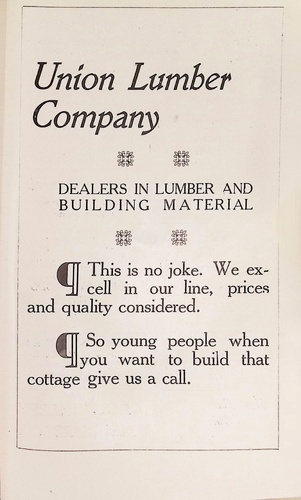 Union Lumber
Company
DEALERS IN LUMBER AND
BUILDING MATERIAL
¶ This is no joke. We ex-
cell in our line, prices
and quality considered.
¶ So young people when
you want to build that
cottage give us a call.